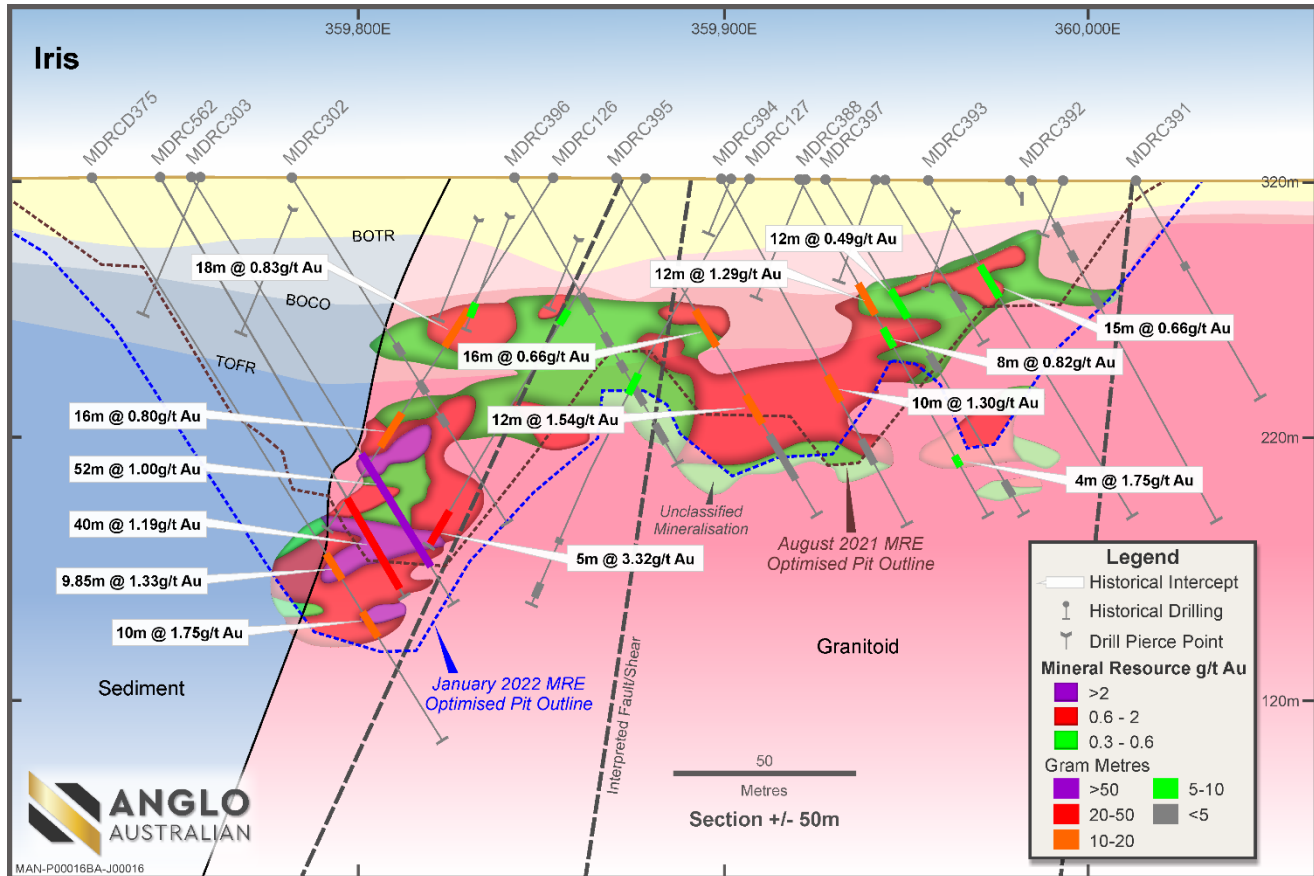 359,800E
359,900E
360,000E
Iris
MDRCD375
MDRC562
MDRC303
MDRC302
MDRC396
MDRC126
MDRC395
MDRC394
MDRC127
MDRC388
MDRC397
MDRC393
MDRC392
MDRC391
320m
BOTR
12m @ 0.49g/t Au
18m @ 0.83g/t Au
12m @ 1.29g/t Au
BOCO
15m @ 0.66g/t Au
16m @ 0.66g/t Au
TOFR
8m @ 0.82g/t Au
10m @ 1.30g/t Au
16m @ 0.80g/t Au
12m @ 1.54g/t Au
220m
52m @ 1.00g/t Au
4m @ 1.75g/t Au
Unclassified
Mineralisation
40m @ 1.19g/t Au
August 2021 MRE
Optimised Pit Outline
5m @ 3.32g/t Au
9.85m @ 1.33g/t Au
10m @ 1.75g/t Au
Granitoid
Sediment
January 2022 MRE
Optimised Pit Outline
Interpreted Fault/Shear
120m
Legend
Historical Intercept
Historical Drilling
Drill Pierce Point
Mineral Resource g/t Au
>2
0.6 - 2
0.3 - 0.6
Gram Metres
>50
5-10
20-50
<5
10-20
50
Metres
Section +/- 50m
ANGLO
AUSTRALIAN
MAN-P00016BA-J00016